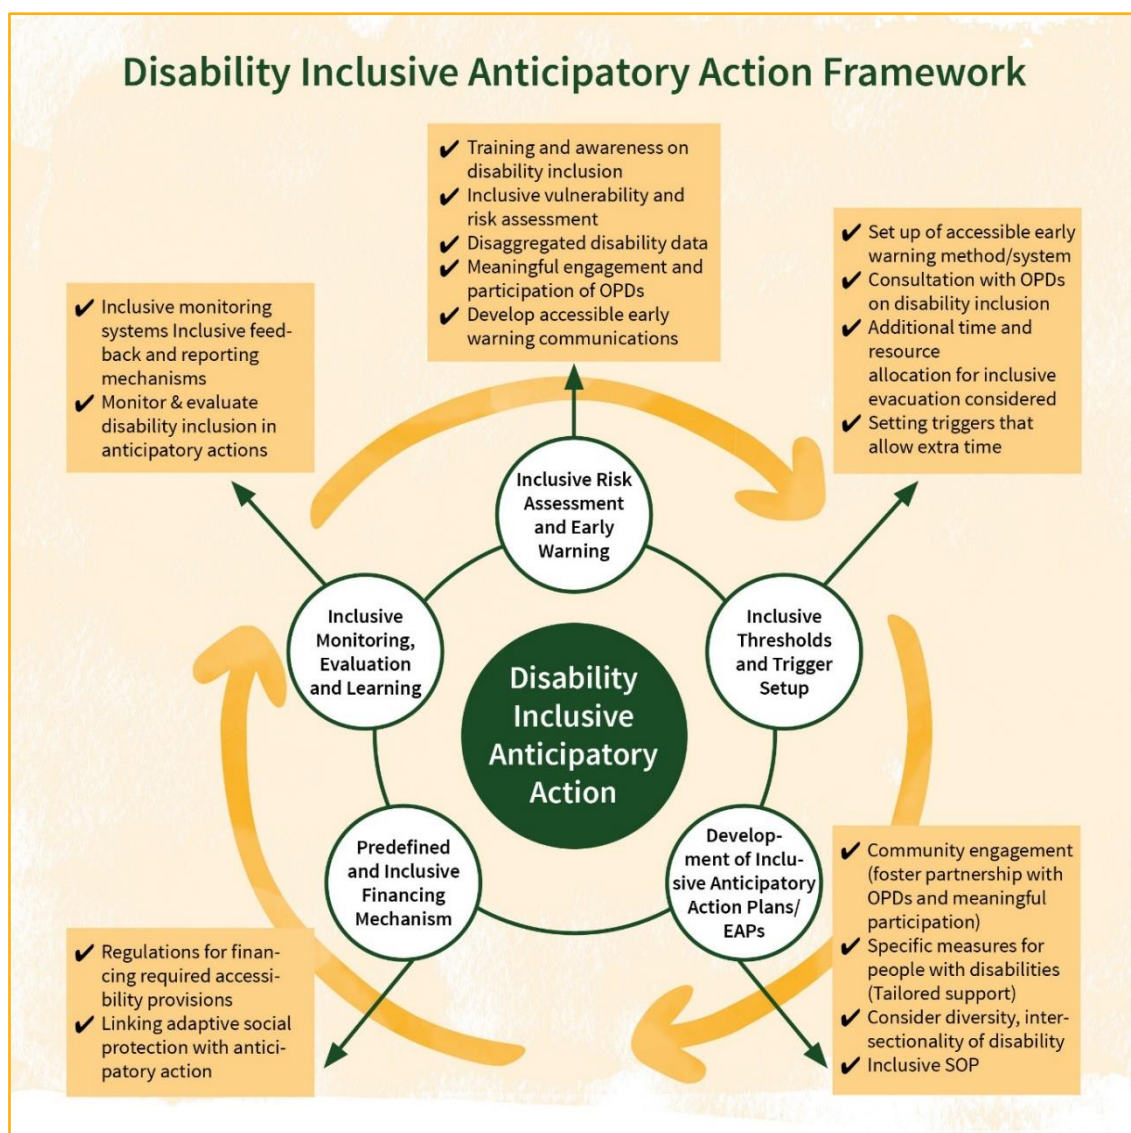 Disability Inclusive Anticipatory Action Framework
✔ Training and awareness on
disability inclusion
✔ Inclusive vulnerability and
risk assessment
✔ Disaggregated disability data
✔ Meaningful engagement and
participation of OPDs
✔ Develop accessible early
warning communications
✔ Set up of accessible early
warning method/system
✔ Consultation with OPDs
on disability inclusion
✔ Additional time and
resource
allocation for inclusive
evacuation considered
✔ Setting triggers that
allow extra time
✔ Inclusive monitoring
systems Inclusive feed-
back and reporting
mechanisms
✔ Monitor & evaluate
disability inclusion in
anticipatory actions
Inclusive Risk
Assessment
and Early
Warning
Inclusive
Monitoring,
Evaluation
and Learning
Inclusive
Thresholds
and Trigger
Setup
Disability
Inclusive
Anticipatory
Action
Predefined
and Inclusive
Financing
Mechanism
Develop-
ment of Inclu-
sive Anticipatory
Action Plans/
EAPs
✔ Community engagement
(foster partnership with
OPDs and meaningful
participation)
✔ Specific measures for
people with disabilities
(Tailored support)
✔ Consider diversity, inter-
sectionality of disability
✔ Inclusive SOP
✔ Regulations for finan-
cing required accessi-
bility provisions
✔ Linking adaptive social
protection with antici-
patory action